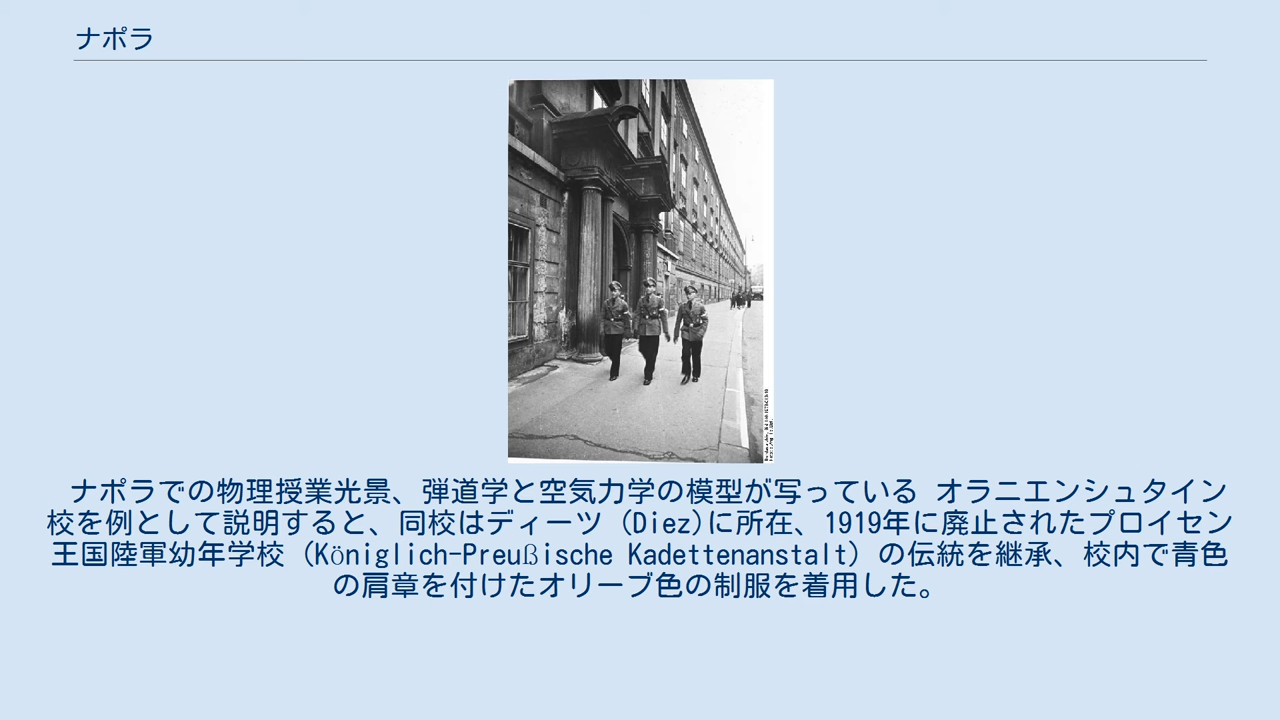 ナポラ
ナポラでの物理授業光景、弾道学と空気力学の模型が写っている オラニエンシュタイン
校を例として説明すると、同校はディーツ (Diez)に所在、1919年に廃止されたプロイセン
王国陸軍幼年学校 (Königlich-Preußische Kadettenanstalt) の伝統を継承、校内で青色
の肩章を付けたオリーブ色の制服を着用した。